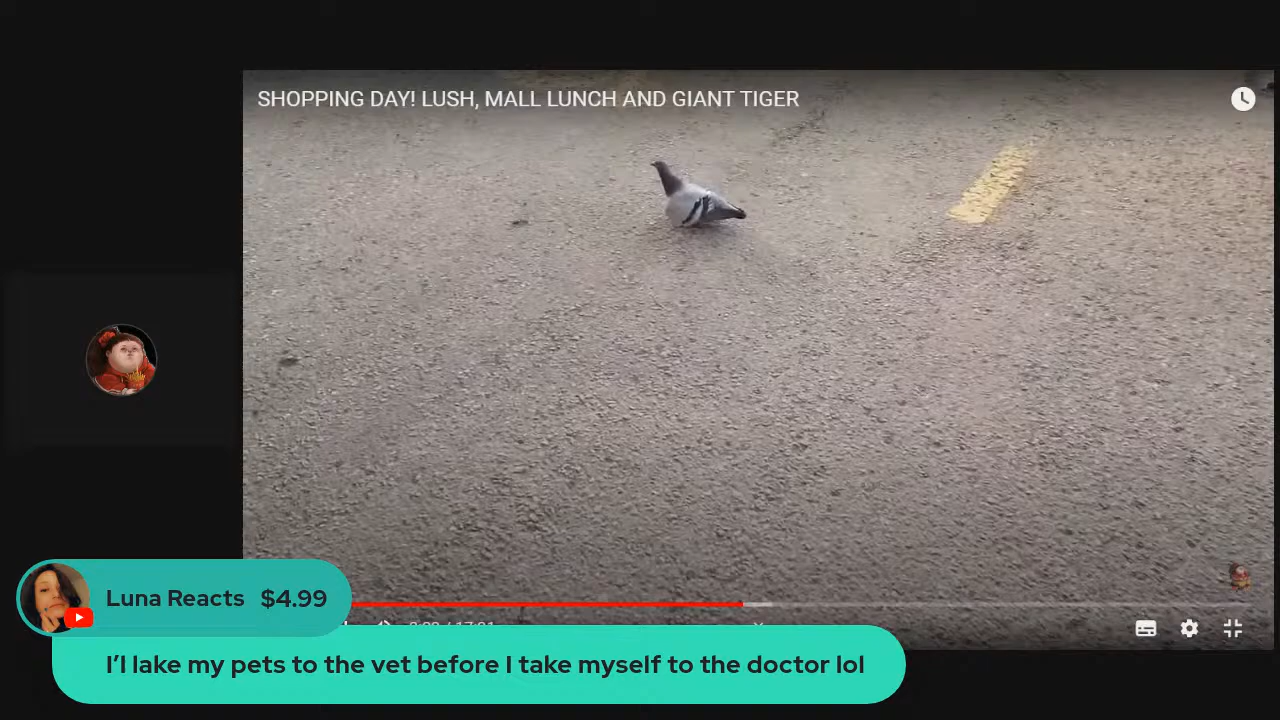 SHOPPING DAY! LUSH, MALL LUNCH AND GIANT TIGER
Luna Reacts $4.99
I’l lake my pets to the vet before I take myself to the doctor lol